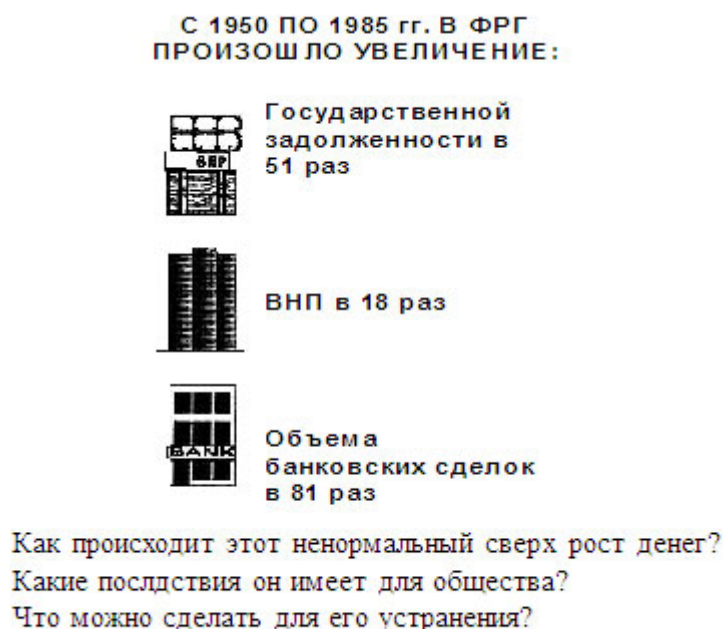 С 1950 ПО 1985 гг. В ФРГ
ПРОИЗОШЛО УВЕЛИЧЕНИЕ:
Государственной
задолженности в
51 раз
ВНП в 18 раз
BANK
Объема
банковских сделок
в 81 раз
Как происходит этот ненормальный сверх рост денег?
Какие послдствия он имеет для общества?
Что можно сделать для его устранения?